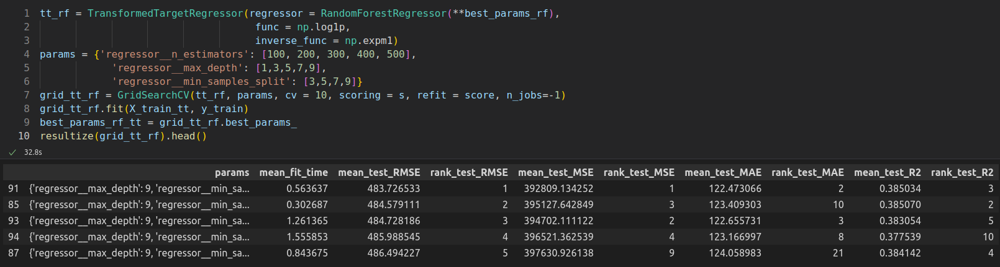 1 tt_rf = TransformedTargetRegressor(regressor = RandomForestRegressor(**best_params_rf),
2 func = np.log1p,
3 inverse_func = np.expm1)
4 params = {'regressor__n_estimators': [100, 200, 300, 400, 500],
5 'regressor__max_depth': [1,3,5,7,9],
6 'regressor__min_samples_split': [3,5,7,9]}
7 grid_tt_rf = GridSearchCV(tt_rf, params, cv = 10, scoring = s, refit = score, n_jobs=-1)
8 grid_tt_rf.fit(X_train_tt, y_train)
9 best_params_rf_tt = grid_tt_rf.best_params_
10 resultize(grid_tt_rf).head()
✓ 32.8s
params mean_fit_time mean_test_RMSE rank_test_RMSE mean_test_MSE rank_test_MSE mean_test_MAE rank_test_MAE mean_test_R2 rank_test_R2
91 {'regressor__max_depth': 9, 'regressor__min_sa... 0.563637 483.726533 1 392809.134252 1 122.473066 2 0.385034 3
85 {'regressor__max_depth': 9, 'regressor__min_sa... 0.302687 484.579111 2 395127.642849 3 123.409303 10 0.385070 2
93 {'regressor__max_depth': 9, 'regressor__min_sa... 1.261365 484.728186 3 394702.111122 2 122.655731 3 0.383054 5
94 {'regressor__max_depth': 9, 'regressor__min_sa... 1.555853 485.988545 4 396521.362539 4 123.166997 8 0.377539 10
87 {'regressor__max_depth': 9, 'regressor__min_sa... 0.843675 486.494227 5 397630.926138 9 124.058983 21 0.384142 4